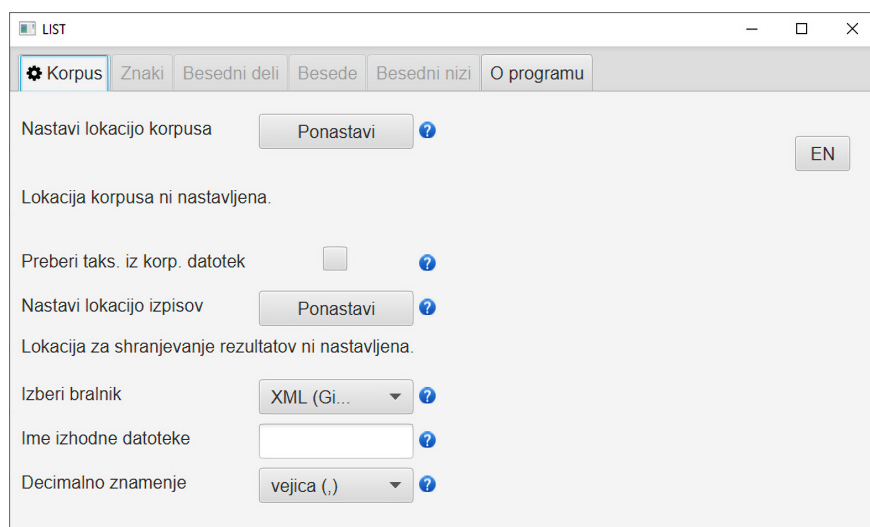 LIST
Korpus Znaki Besedni deli Besede Besedni nizi O programu
Nastavi lokacijo korpusa Ponastavi ?
EN
Lokacija korpusa ni nastavljena.
Preberi taks. iz korp. datotek ?
Nastavi lokacijo izpisov Ponastavi ?
Lokacija za shranjevanje rezultatov ni nastavljena.
Izberi bralnik XML (Gi... ?
Ime izhodne datoteke ?
Decimalno znamenje vejica (,) ?